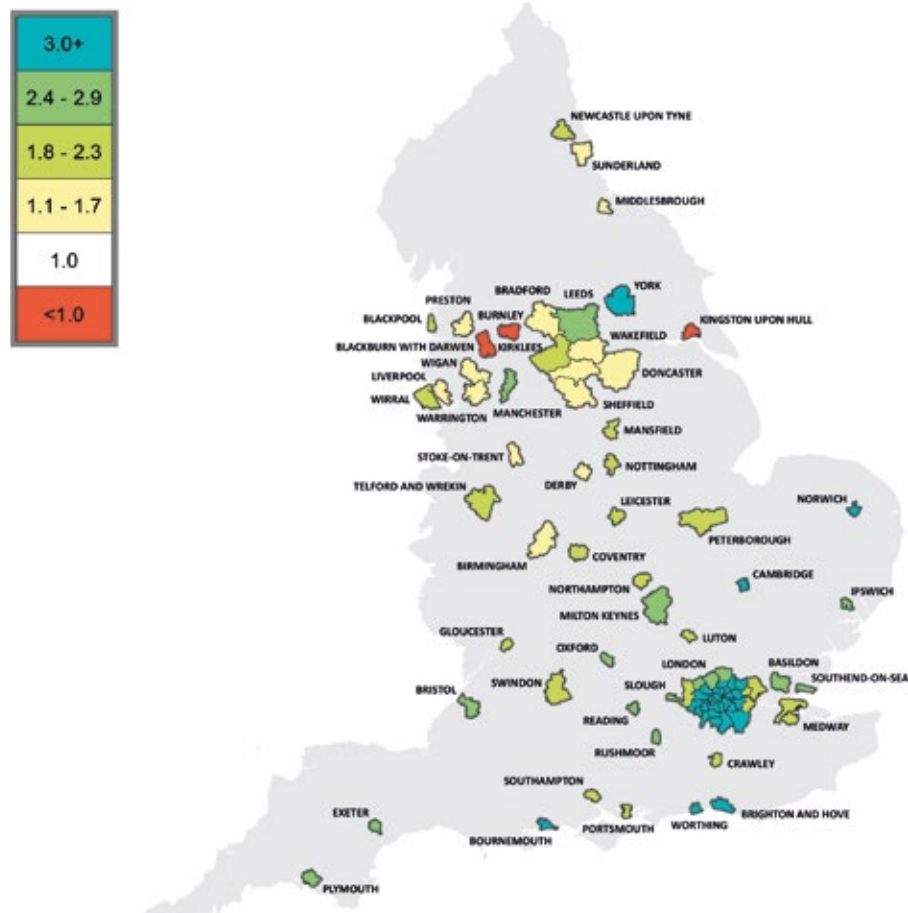 3.0+
2.4 - 2.9
1.8 - 2.3
1.1 - 1.7
1.0
<1.0
NEWCASTLE UPON TYNE
SUNDERLAND
MIDDLESBROUGH
YORK
BRADFORD
LEEDS
PRESTON
BLACKPOOL
BURNLEY
KINGSTON UPON HULL
WAKEFIELD
BLACKBURN WITH DARWEN
KIRKLEES
WIGAN
LIVERPOOL
DONCASTER
WIRRAL
WARRINGTON
MANCHESTER
SHEFFIELD
MANSFIELD
STOKE-ON-TRENT
NOTTINGHAM
DERBY
TELFORD AND WREKIN
LEICESTER
NORWICH
PETERBOROUGH
BIRMINGHAM
COVENTRY
CAMBRIDGE
NORTHAMPTON
IPSWICH
MILTON KEYNES
GLOUCESTER
LUTON
OXFORD
LONDON
BASILDON
SOUTHEND-ON-SEA
SLOUGH
SWINDON
BRISTOL
READING
MEDWAY
RUSHMOOR
CRAWLEY
SOUTHAMPTON
EXETER
BOURNEMOUTH
PORTSMOUTH
WORTHING
BRIGHTON AND HOVE
PLYMOUTH